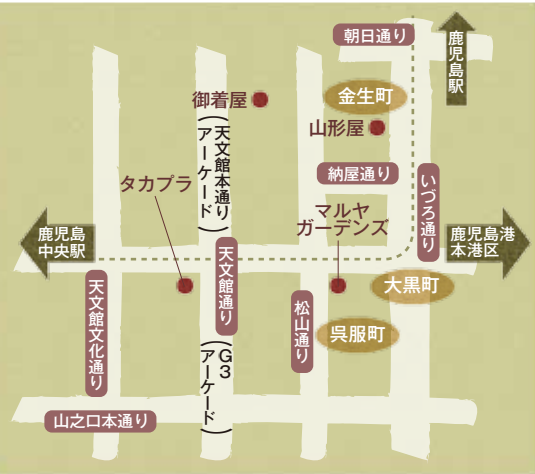 朝日通り
鹿児島駅
金生町
御着屋
山形屋
天文館本通り
(アーケード)
納屋通り
いづろ通り
タカプラ
マルヤ
ガーデンズ
鹿児島
中央駅
鹿児島港
本港区
天文館通り
天文館文化通り
松山通り
大黒町
呉服町
G3
(アーケード)
山之口本通り